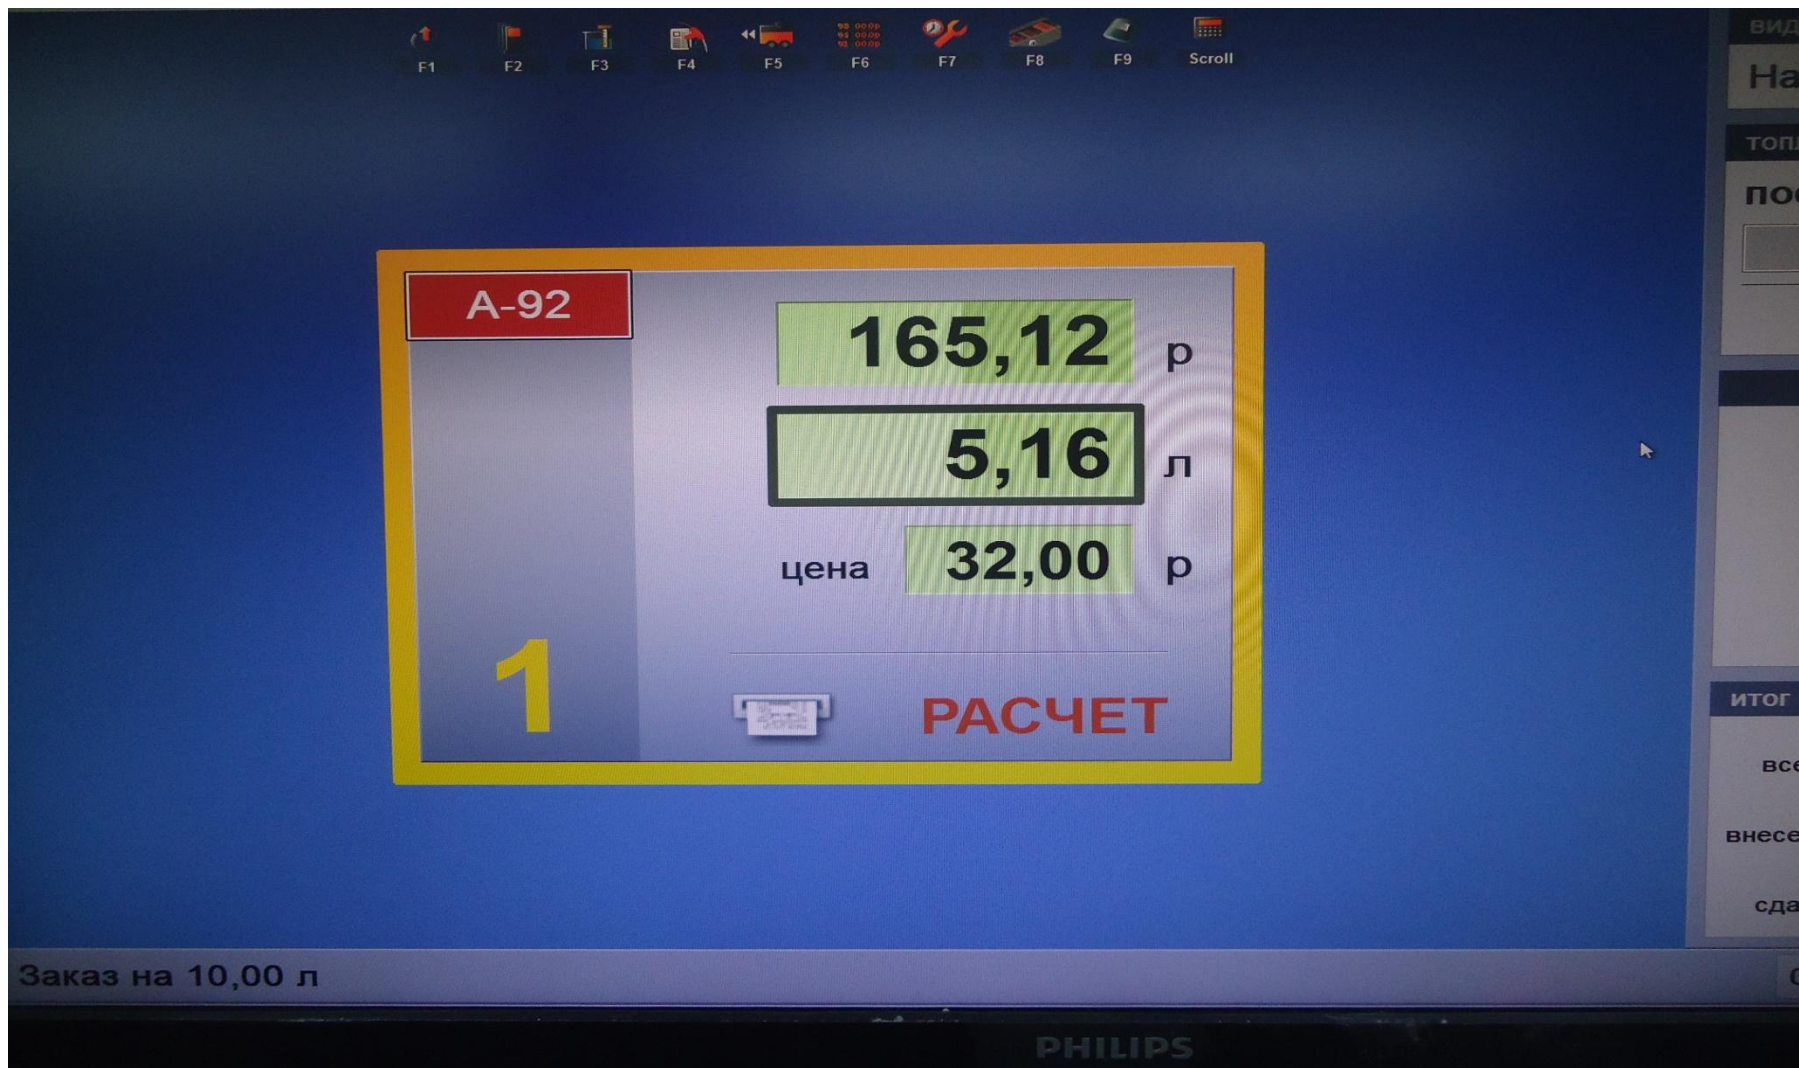 F1 F2 F3 F4 F5 F6 F7 F8 F9 Scroll
А-92
165,12 р
5,16 л
цена 32,00 р
1
РАСЧЕТ
итог
Заказ на 10,00 л
PHILIPS